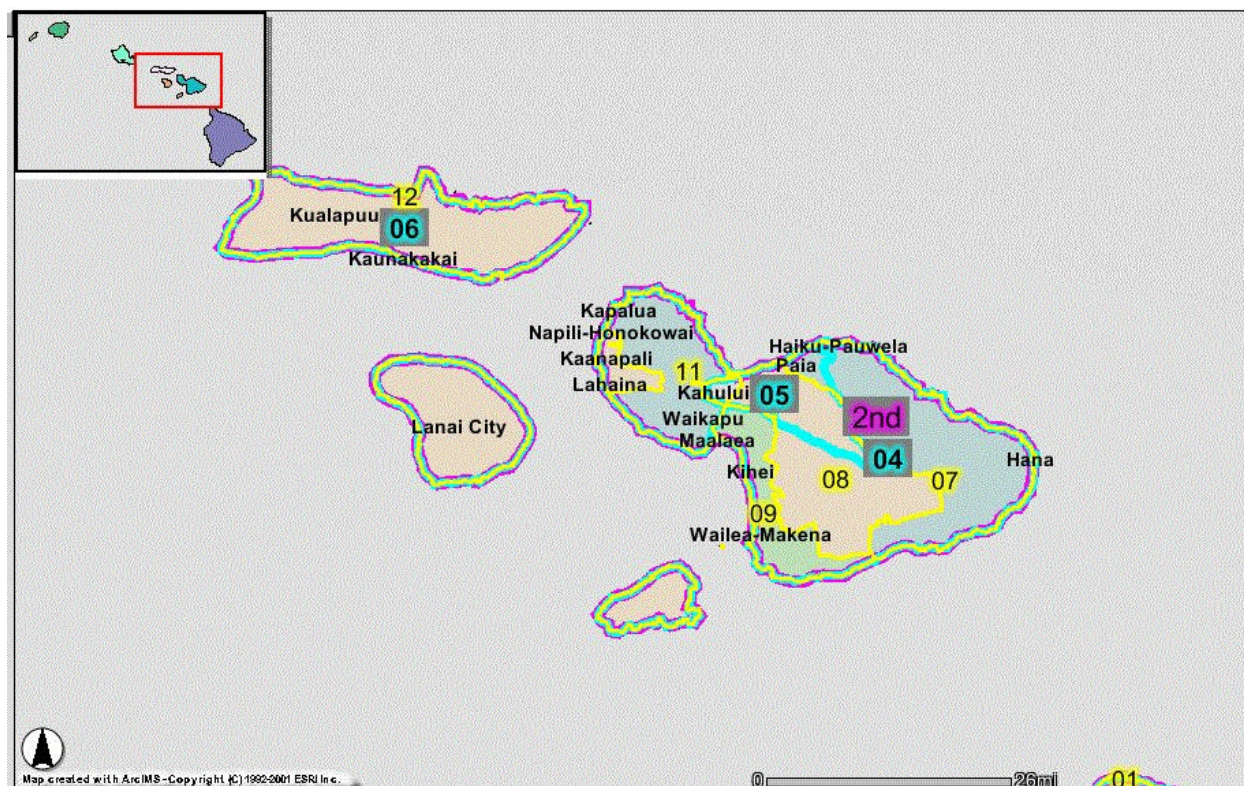 12
Kualapuu
06
Kaunakakai
Kapalua
Napili-Honokowai
Kaanapali
11
Lahaina
Lanai City
Haiku-Pauwela
Paia
Kahului
05
Waikapu
2nd
Maalaea
04
Hana
Kihei
08
07
09
Wailea-Makena
Map created with ArcIMS - Copyright (C) 1992-2001 ESRI Inc.
0
26mi
01